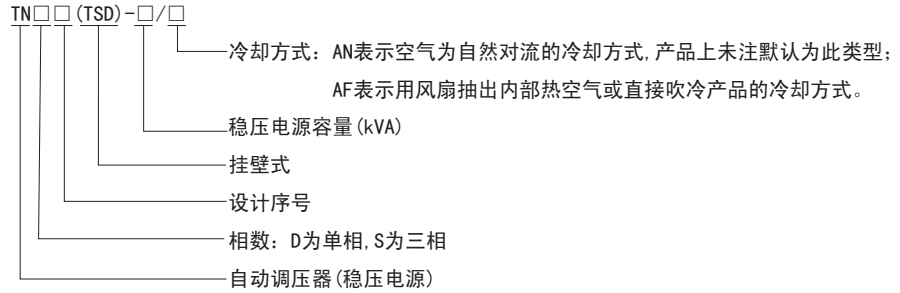 TN□□(TSD)-□/□
冷却方式：AN表示空气为自然对流的冷却方式,产品上未注默认为此类型；
AF表示用风扇抽出内部热空气或直接吹冷产品的冷却方式。
稳压电源容量(kVA)
挂壁式
设计序号
相数：D为单相,S为三相
自动调压器(稳压电源)